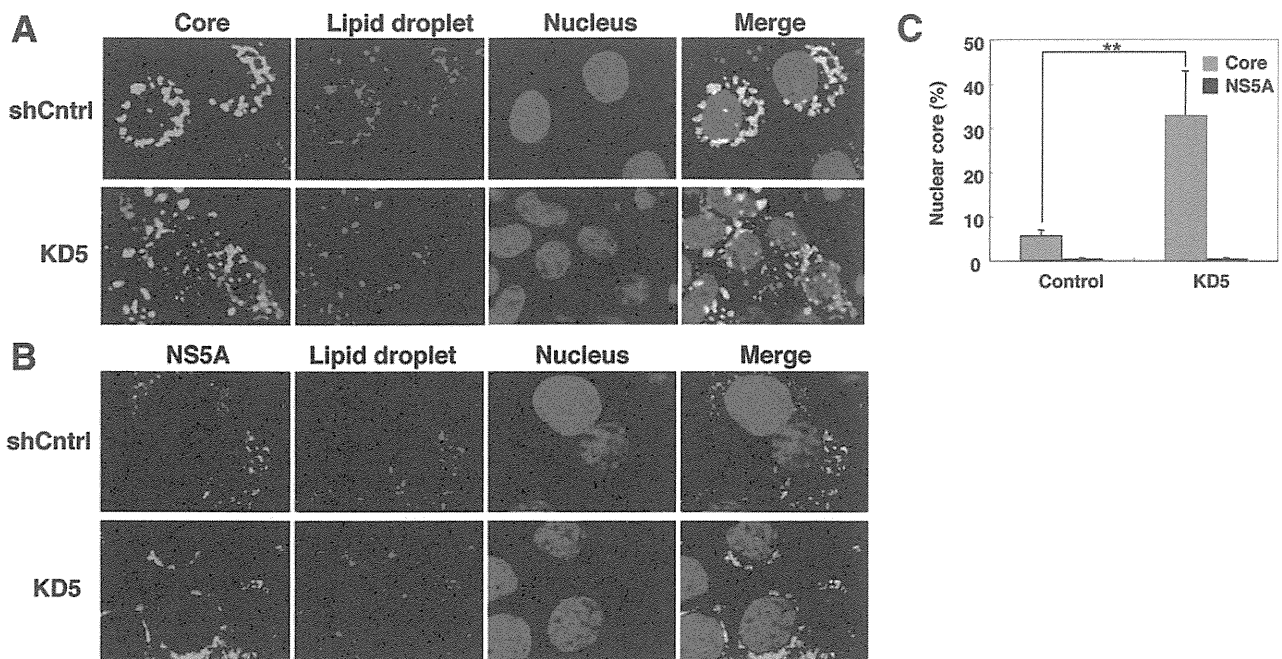 A
Core Lipid droplet Nucleus Merge
shCntrl
KD5
B
NS5A Lipid droplet Nucleus Merge
shCntrl
KD5
C
Nuclear core (%)
50
40
30
20
10
0
**
Core
NS5A
Control KD5